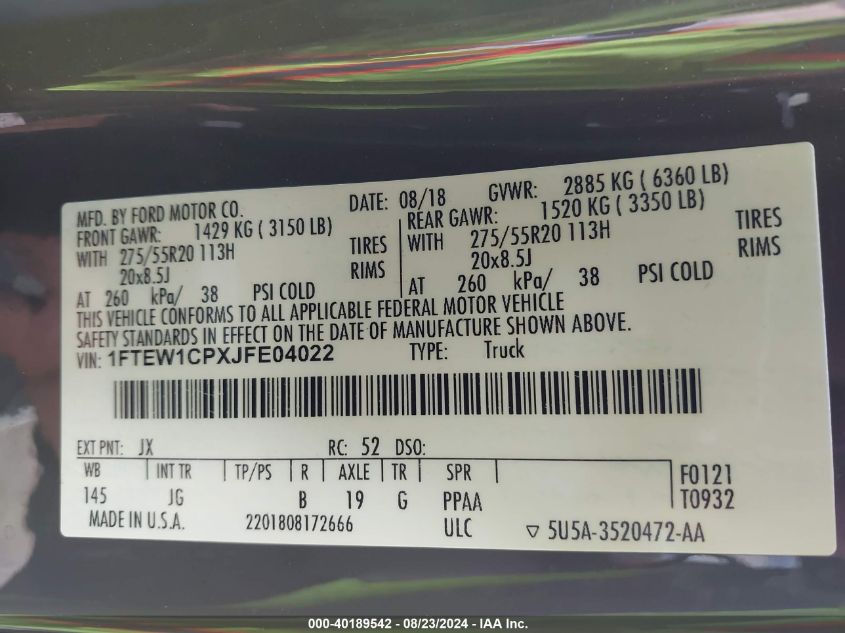 MFD. BY FORD MOTOR CO. DATE: 08/18 GVWR: 2885 KG ( 6360 LB)
FRONT GAWR: 1429 KG ( 3150 LB) REAR GAWR: 1520 KG ( 3350 LB)
WITH 275/55R20 113H TIRES WITH 275/55R20 113H TIRES
20x8.5J RIMS 20x8.5J RIMS
AT 260 kPa/ 38 PSI COLD AT 260 kPa/ 38 PSI COLD
THIS VEHICLE CONFORMS TO ALL APPLICABLE FEDERAL MOTOR VEHICLE
SAFETY STANDARDS IN EFFECT ON THE DATE OF MANUFACTURE SHOWN ABOVE.
VIN: 1FTEW1CPXJFE04022 TYPE: Truck
EXT PNT: JX RC: 52 DSO:
WB INT TR TP/PS R AXLE TR SPR F0121
145 JG B 19 G PPAA T0932
MADE IN U.S.A. 2201808172666 ULC ▽ 5U5A-3520472-AA
000-40189542 - 08/23/2024 - IAA Inc.